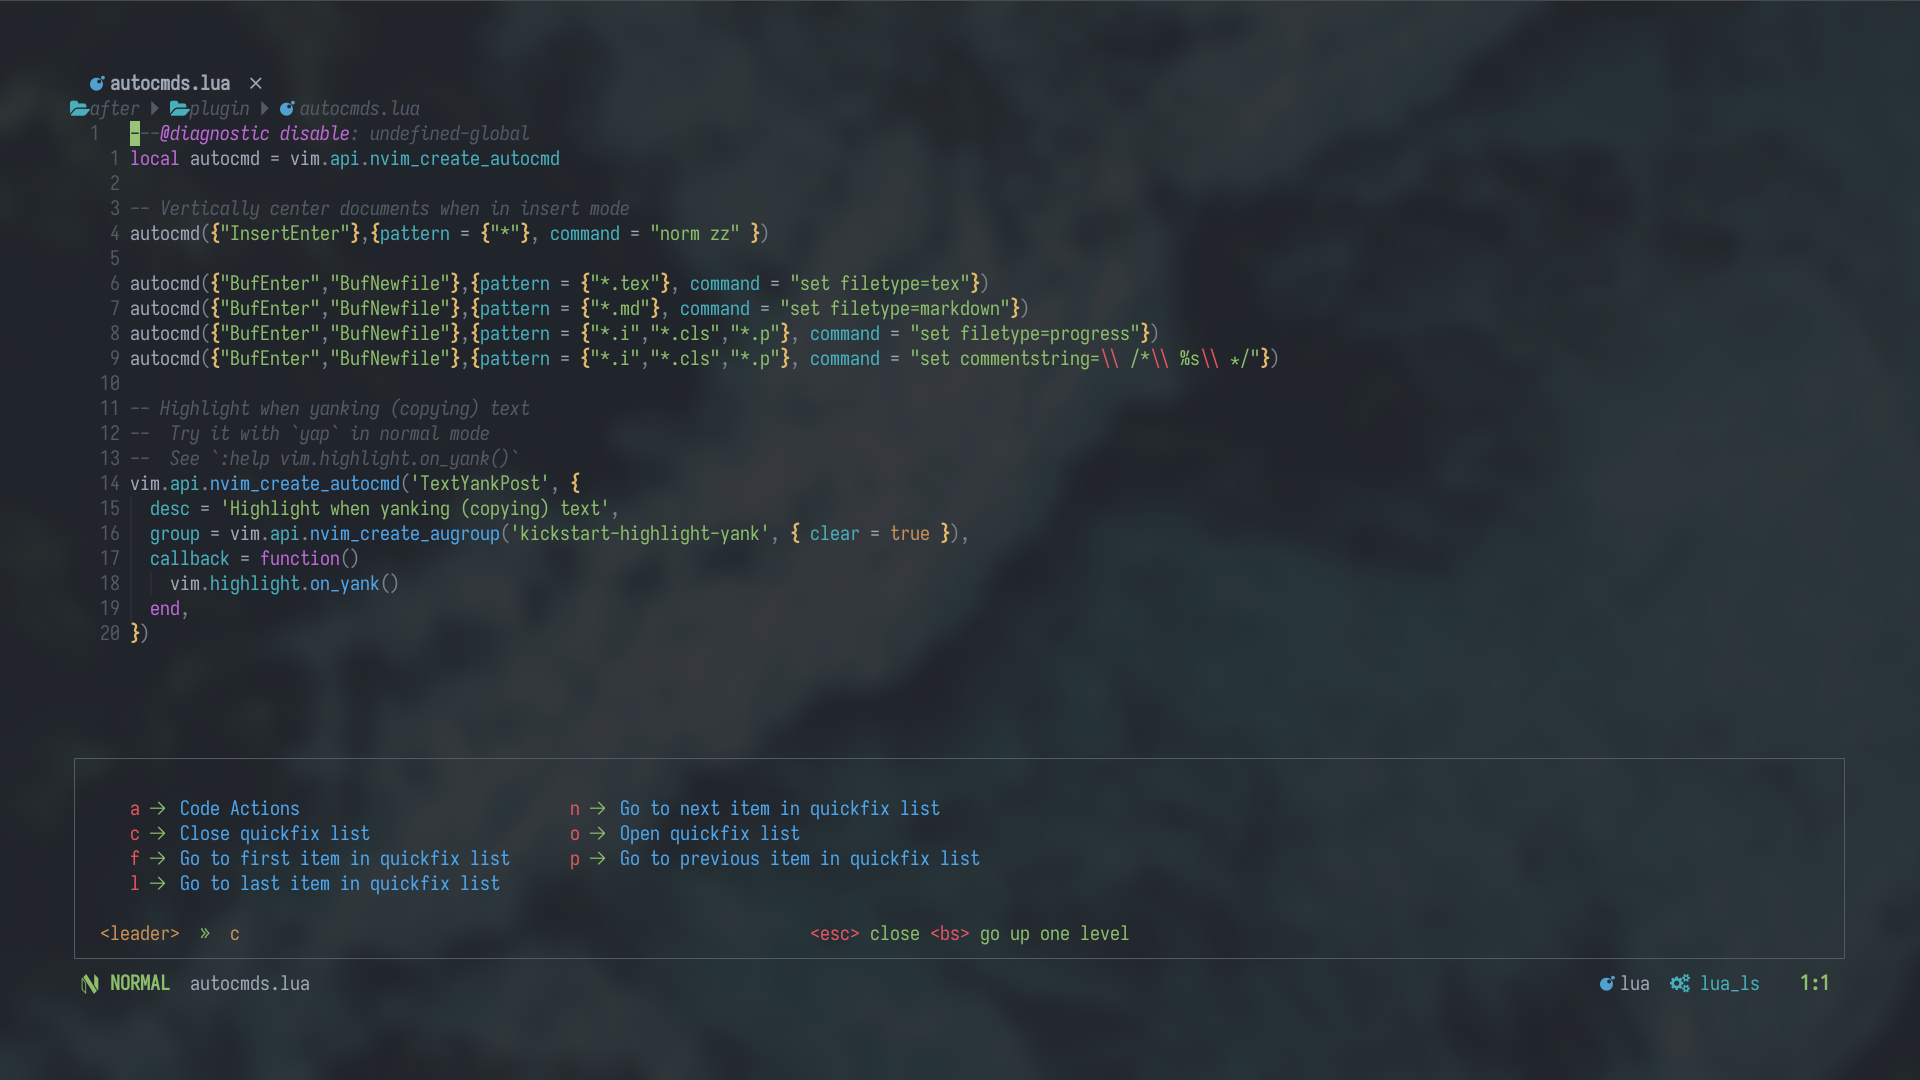 autocmds.lua ×
after plugin autocmds.lua
1 ---@diagnostic disable: undefined-global
1 local autocmd = vim.api.nvim_create_autocmd
2
3 -- Vertically center documents when in insert mode
4 autocmd({"InsertEnter"},{pattern = {"*"}, command = "norm zz" })
5
6 autocmd({"BufEnter","BufNewfile"},{pattern = {"*.tex"}, command = "set filetype=tex"})
7 autocmd({"BufEnter","BufNewfile"},{pattern = {"*.md"}, command = "set filetype=markdown"})
8 autocmd({"BufEnter","BufNewfile"},{pattern = {"*.i","*.cls","*.p"}, command = "set filetype=progress"})
9 autocmd({"BufEnter","BufNewfile"},{pattern = {"*.i","*.cls","*.p"}, command = "set commentstring=\\ /*\\ %s\\ */"})
10
11 -- Highlight when yanking (copying) text
12 --  Try it with `yap` in normal mode
13 --  See `:help vim.highlight.on_yank()`
14 vim.api.nvim_create_autocmd('TextYankPost', {
15   desc = 'Highlight when yanking (copying) text',
16   group = vim.api.nvim_create_augroup('kickstart-highlight-yank', { clear = true }),
17   callback = function()
18     vim.highlight.on_yank()
19   end,
20 })
a → Code Actions n → Go to next item in quickfix list
c → Close quickfix list o → Open quickfix list
f → Go to first item in quickfix list p → Go to previous item in quickfix list
l → Go to last item in quickfix list
<leader> » c <esc> close <bs> go up one level
NORMAL autocmds.lua lua lua_ls 1:1